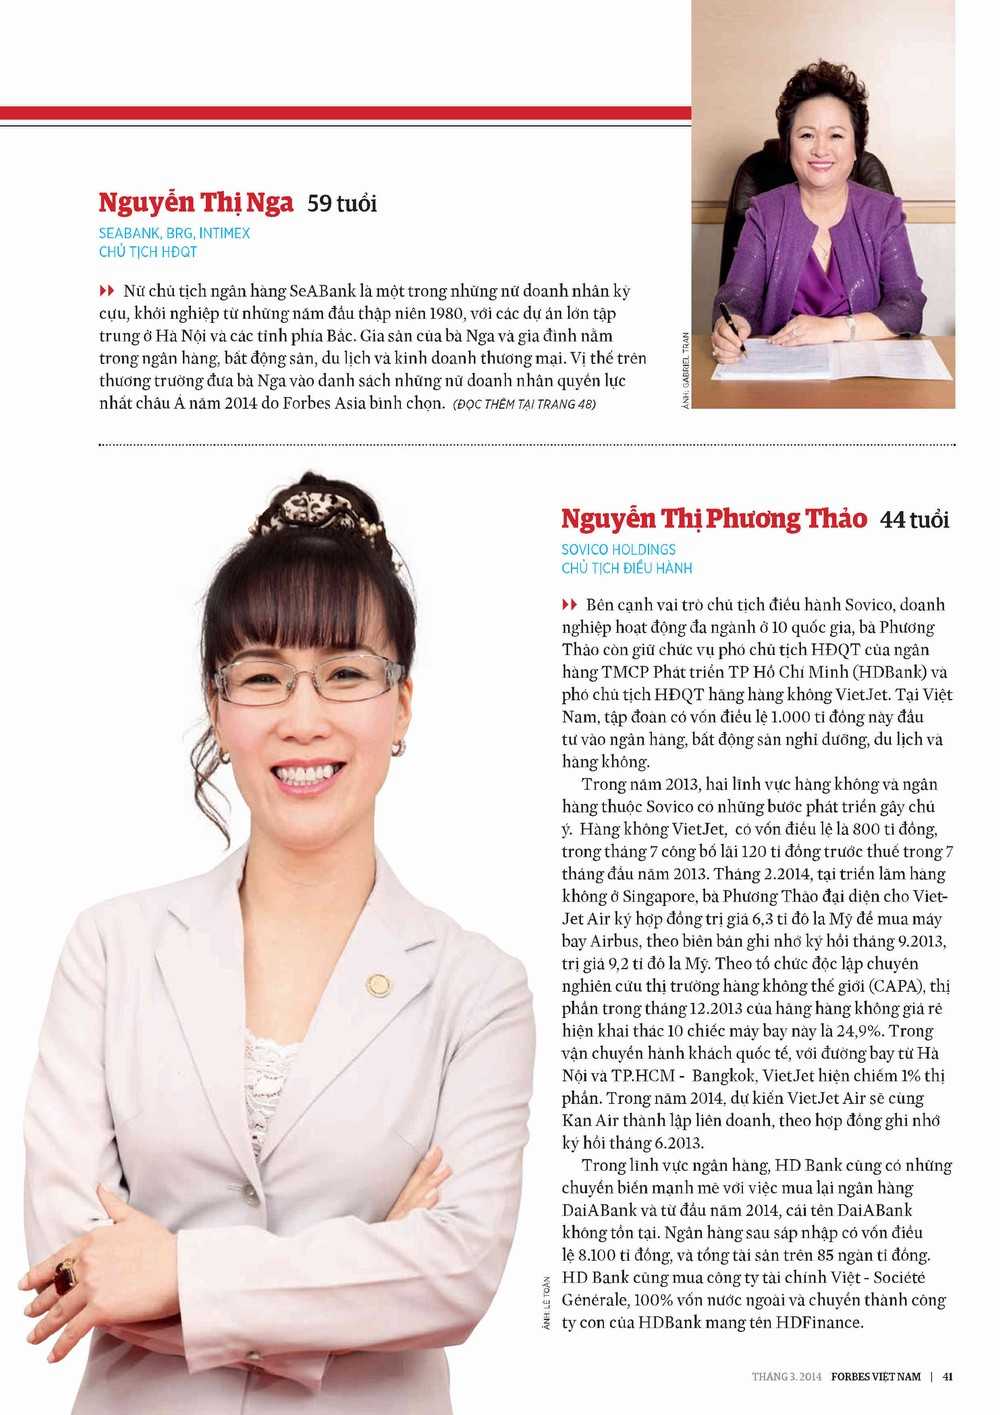 Nguyễn Thị Nga 59 tuổi
SEABANK, BRG, INTIMEX
CHỦ TỊCH HĐQT
Nữ chủ tịch ngân hàng SeABank là một trong những nữ doanh nhân kỳ
cựu, khởi nghiệp từ những năm đầu thập niên 1980, với các dự án lớn tập
trung ở Hà Nội và các tỉnh phía Bắc. Gia sản của bà Nga và gia đình nằm
trong ngân hàng, bất động sản, du lịch và kinh doanh thương mại. Vị thế trên
thương trường đưa bà Nga vào danh sách những nữ doanh nhân quyền lực
nhất châu Á năm 2014 do Forbes Asia bình chọn. (ĐỌC THÊM TẠI TRANG 48)
ẢNH: GABRIEL TRAN
Nguyễn Thị Phương Thảo 44 tuổi
SOVICO HOLDINGS
CHỦ TỊCH ĐIỀU HÀNH
Bên cạnh vai trò chủ tịch điều hành Sovico, doanh
nghiệp hoạt động đa ngành ở 10 quốc gia, bà Phương
Thảo còn giữ chức vụ phó chủ tịch HĐQT của ngân
hàng TMCP Phát triển TP Hồ Chí Minh (HDBank) và
phó chủ tịch HĐQT hãng hàng không VietJet. Tại Việt
Nam, tập đoàn có vốn điều lệ 1.000 tỉ đồng này đầu
tư vào ngân hàng, bất động sản nghỉ dưỡng, du lịch và
hàng không.
Trong năm 2013, hai lĩnh vực hàng không và ngân
hàng thuộc Sovico có những bước phát triển gây chú
ý. Hàng không VietJet, có vốn điều lệ là 800 tỉ đồng,
trong tháng 7 công bố lãi 120 tỉ đồng trước thuế trong 7
tháng đầu năm 2013. Tháng 2.2014, tại triển lãm hàng
không ở Singapore, bà Phương Thảo đại diện cho Viet-
Jet Air ký hợp đồng trị giá 6,3 tỉ đô la Mỹ để mua máy
bay Airbus, theo biên bản ghi nhớ ký hồi tháng 9.2013,
trị giá 9,2 tỉ đô la Mỹ. Theo tổ chức độc lập chuyên
nghiên cứu thị trường hàng không thế giới (CAPA), thị
phần trong tháng 12.2013 của hãng hàng không giá rẻ
hiện khai thác 10 chiếc máy bay này là 24,9%. Trong
vận chuyển hành khách quốc tế, với đường bay từ Hà
Nội và TP.HCM - Bangkok, VietJet hiện chiếm 1% thị
phần. Trong năm 2014, dự kiến VietJet Air sẽ cùng
Kan Air thành lập liên doanh, theo hợp đồng ghi nhớ
ký hồi tháng 6.2013.
Trong lĩnh vực ngân hàng, HD Bank cũng có những
chuyển biến mạnh mẽ với việc mua lại ngân hàng
DaiABank và từ đầu năm 2014, cái tên DaiABank
không tồn tại. Ngân hàng sau sáp nhập có vốn điều
lệ 8.100 tỉ đồng, và tổng tài sản trên 85 ngàn tỉ đồng.
HD Bank cũng mua công ty tài chính Việt - Société
Générale, 100% vốn nước ngoài và chuyển thành công
ty con của HDBank mang tên HDFinance.
ẢNH: LÊ TOÀN
THÁNG 3. 2014 FORBES VIỆT NAM | 41